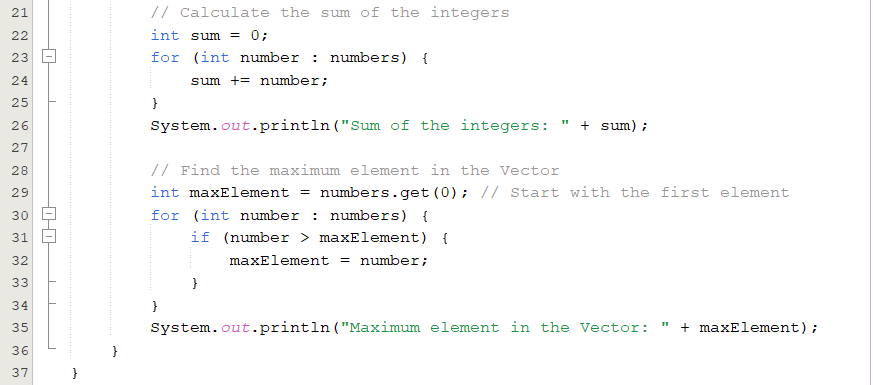 21 // Calculate the sum of the integers
22 int sum = 0;
23 for (int number : numbers) {
24 sum += number;
25 }
26 System.out.println("Sum of the integers: " + sum);
27
28 // Find the maximum element in the Vector
29 int maxElement = numbers.get(0); // Start with the first element
30 for (int number : numbers) {
31 if (number > maxElement) {
32 maxElement = number;
33 }
34 }
35 System.out.println("Maximum element in the Vector: " + maxElement);
36 }
37 }